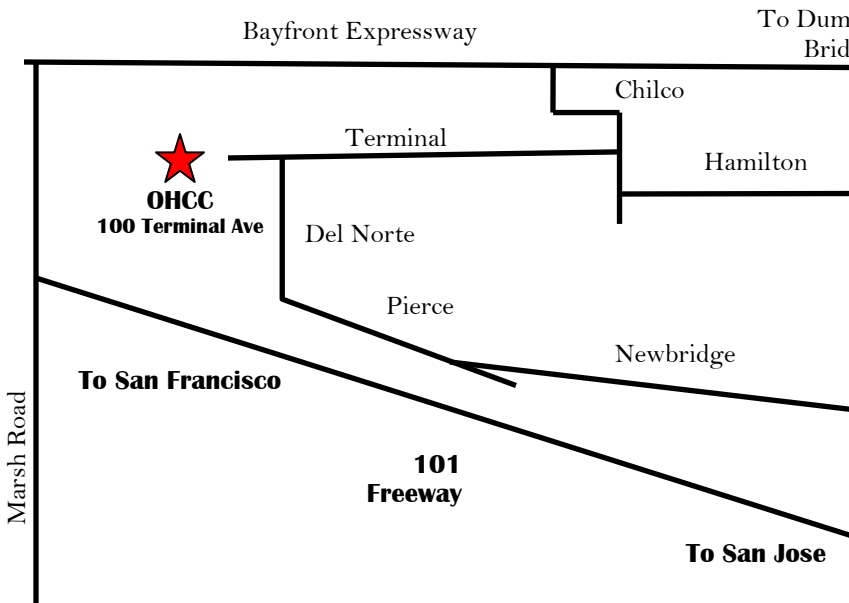 Bayfront Expressway
To Dum
Brid
Chilco
Terminal
Hamilton
OHCC
100 Terminal Ave
Del Norte
Pierce
Newbridge
To San Francisco
Marsh Road
101
Freeway
To San Jose